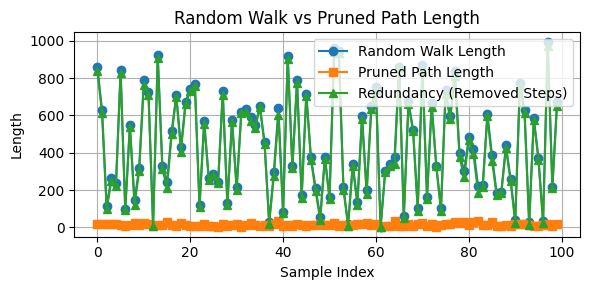 Random Walk vs Pruned Path Length
Length
1000
800
600
400
200
0
Random Walk Length
Pruned Path Length
Redundancy (Removed Steps)
0 20 40 60 80 100
Sample Index